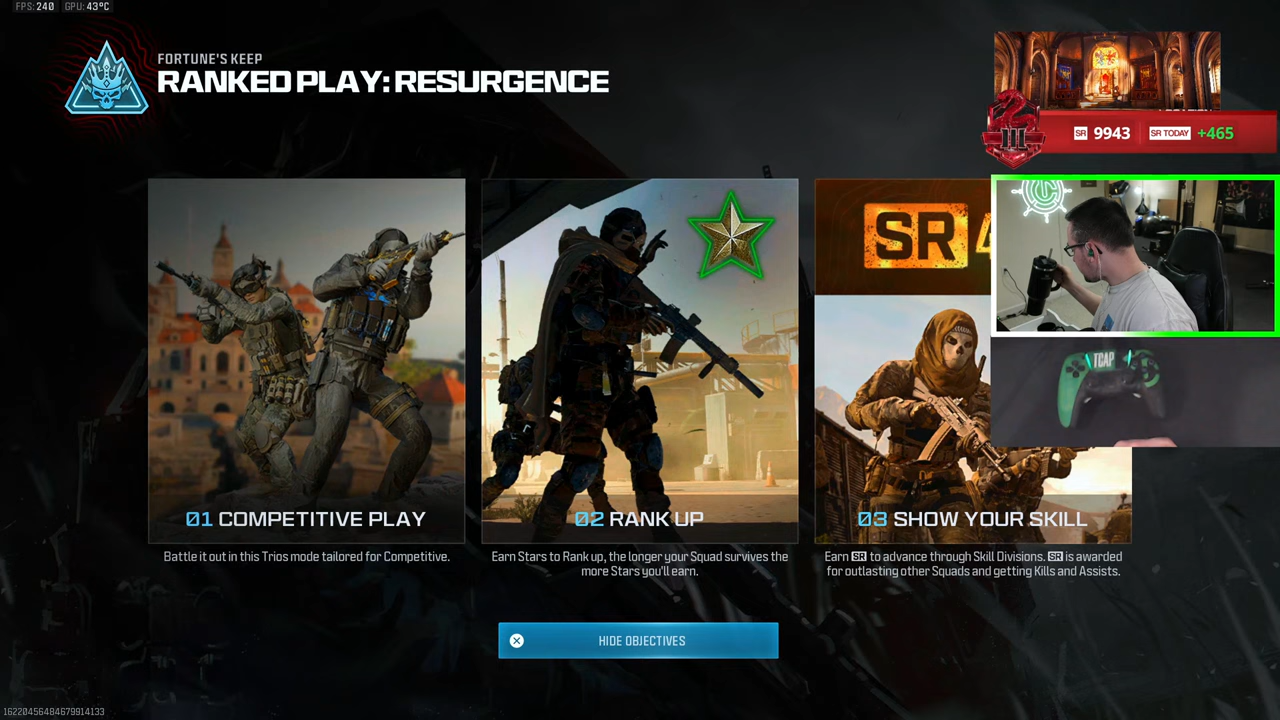 FPS: 240 GPU: 43°C
FORTUNE'S KEEP
RANKED PLAY: RESURGENCE
III
SR 9943 SR TODAY +465
SR
TCAP
01 COMPETITIVE PLAY
Battle it out in this Trios mode tailored for Competitive.
02 RANK UP
Earn Stars to Rank up, the longer your Squad survives the
more Stars you'll earn.
03 SHOW YOUR SKILL
Earn SR to advance through Skill Divisions. SR is awarded
for outlasting other Squads and getting Kills and Assists.
HIDE OBJECTIVES
16220456484679914133